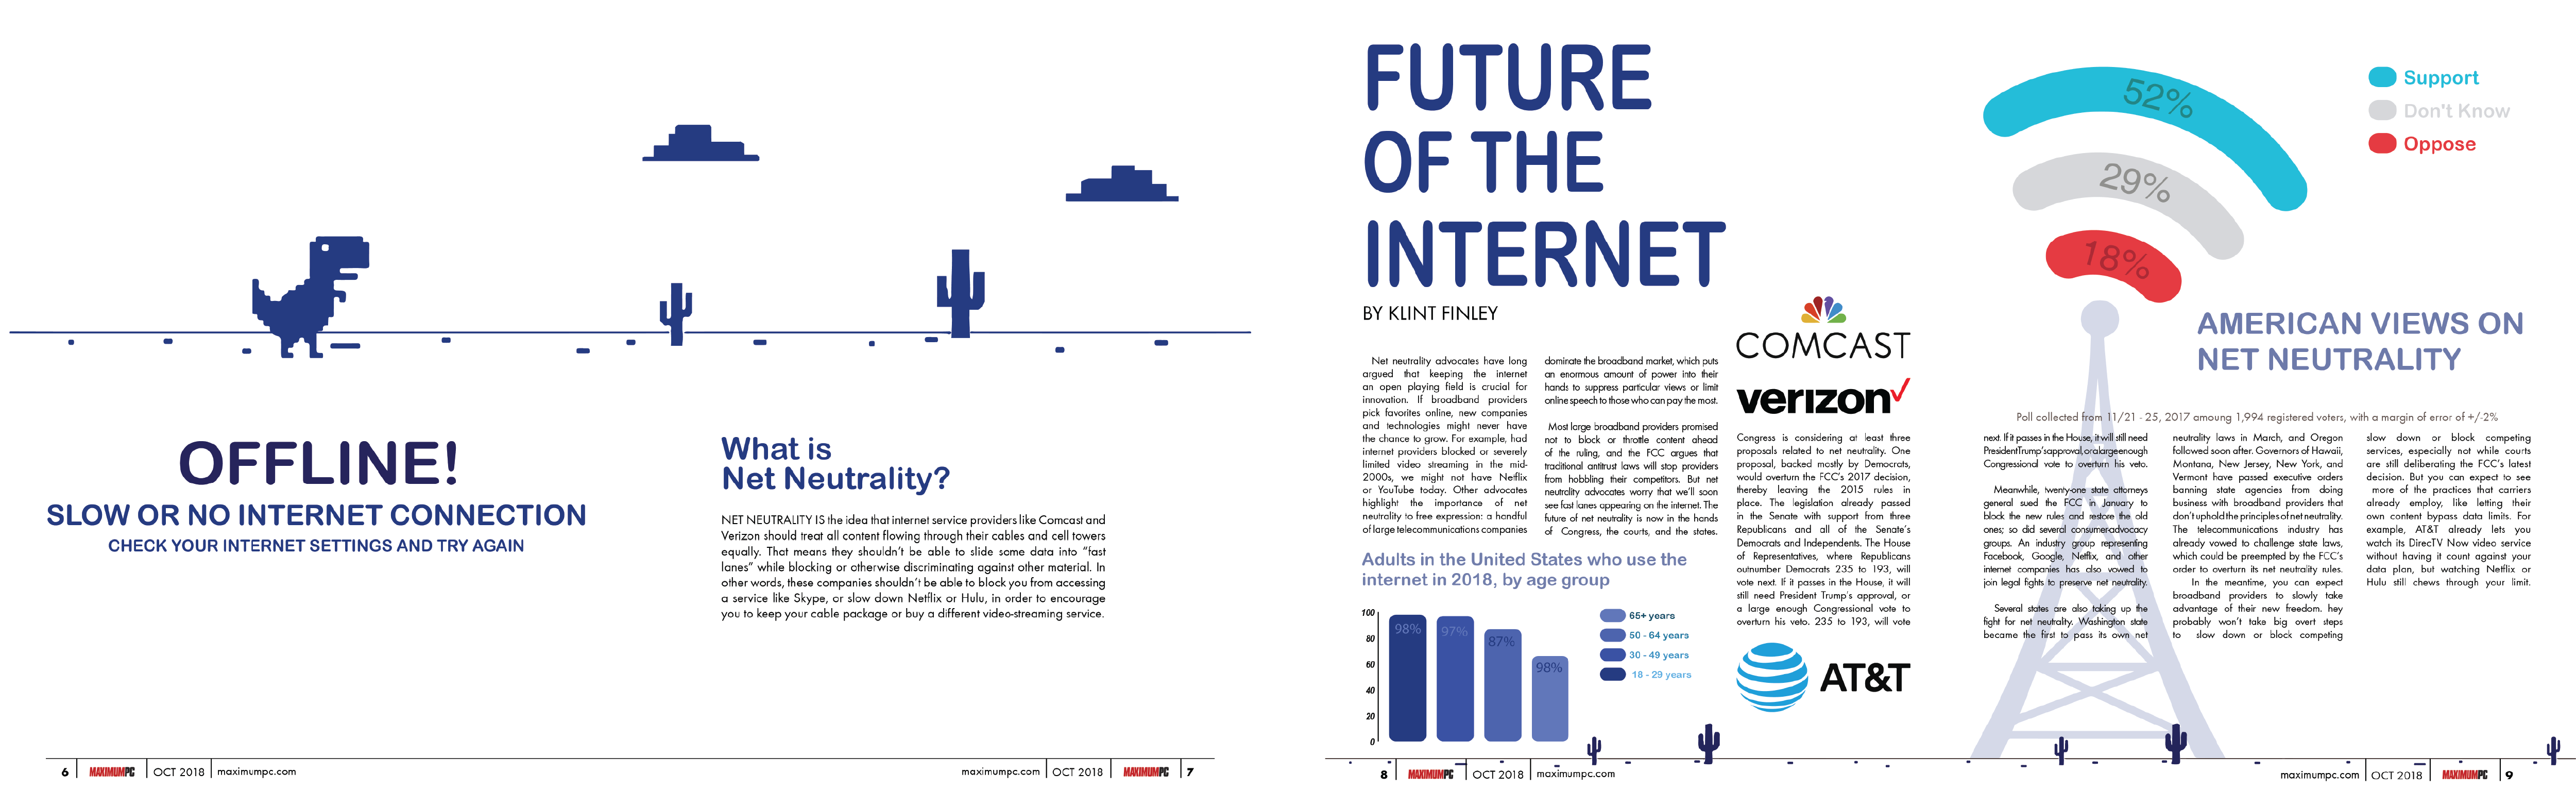 OFFLINE!
SLOW OR NO INTERNET CONNECTION
CHECK YOUR INTERNET SETTINGS AND TRY AGAIN
What is
Net Neutrality?
NET NEUTRALITY IS the idea that internet service providers like Comcast and
Verizon should treat all content flowing through their cables and cell towers
equally. That means they shouldn't be able to slide some data into "fast
lanes" while blocking or otherwise discriminating against other material. In
other words, these companies shouldn't be able to block you from accessing
a service like Skype, or slow down Netflix or Hulu, in order to encourage
you to keep your cable package or buy a different video-streaming service.
6 MAXIMUMPC OCT 2018 maximumpc.com
maximumpc.com OCT 2018 MAXIMUMPC 7
FUTURE
OF THE
INTERNET
BY KLINT FINLEY
Net neutrality advocates have long
argued that keeping the internet
an open playing field is crucial for
innovation. If broadband providers
pick favorites online, new companies
and technologies might never have
the chance to grow. For example, had
internet providers blocked or severely
limited video streaming in the mid-
2000s, we might not have Netflix
or YouTube today. Other advocates
highlight the importance of net
neutrality to free expression: a handful
of large telecommunications companies
dominate the broadband market, which puts
an enormous amount of power into their
hands to suppress particular views or limit
online speech to those who can pay the most.
Most large broadband providers promised
not to block or throttle content ahead
of the ruling, and the FCC argues that
traditional antitrust laws will stop providers
from hobbling their competitors. But net
neutrality advocates worry that we'll soon
see fast lanes appearing on the internet. The
future of net neutrality is now in the hands
of Congress, the courts, and the states.
Adults in the United States who use the
internet in 2018, by age group
100
80
60
40
20
0
98%
97%
87%
98%
65+ years
50 - 64 years
30 - 49 years
18 - 29 years
COMCAST
verizon
Congress is considering at least three
proposals related to net neutrality. One
proposal, backed mostly by Democrats,
would overturn the FCC's 2017 decision,
thereby leaving the 2015 rules in
place. The legislation already passed
in the Senate with support from three
Republicans and all of the Senate's
Democrats and Independents. The House
of Representatives, where Republicans
outnumber Democrats 235 to 193, will
vote next. If it passes in the House, it will
still need President Trump's approval, or
a large enough Congressional vote to
overturn his veto. 235 to 193, will vote
AT&T
52%
29%
18%
Support
Don't Know
Oppose
AMERICAN VIEWS ON
NET NEUTRALITY
Poll collected from 11/21 - 25, 2017 amoung 1,994 registered voters, with a margin of error of +/-2%
next. If it passes in the House, it will still need
President Trump's approval, or a large enough
Congressional vote to overturn his veto.
Meanwhile, twenty-one state attorneys
general sued the FCC in January to
block the new rules and restore the old
ones; so did several consumer-advocacy
groups. An industry group representing
Facebook, Google, Netflix, and other
internet companies has also vowed to
join legal fights to preserve net neutrality.
Several states are also taking up the
fight for net neutrality. Washington state
became the first to pass its own net
neutrality laws in March, and Oregon
followed soon after. Governors of Hawaii,
Montana, New Jersey, New York, and
Vermont have passed executive orders
banning state agencies from doing
business with broadband providers that
don't uphold the principles of net neutrality.
The telecommunications industry has
already vowed to challenge state laws,
which could be preempted by the FCC's
order to overturn its net neutrality rules.
In the meantime, you can expect
broadband providers to slowly take
advantage of their new freedom. hey
probably won't take big overt steps
to slow down or block competing
slow down or block competing
services, especially not while courts
are still deliberating the FCC's latest
decision. But you can expect to see
more of the practices that carriers
already employ, like letting their
own content bypass data limits. For
example, AT&T already lets you
watch its DirecTV Now video service
without having it count against your
data plan, but watching Netflix or
Hulu still chews through your limit.
8 MAXIMUMPC OCT 2018 maximumpc.com
maximumpc.com OCT 2018 MAXIMUMPC 9